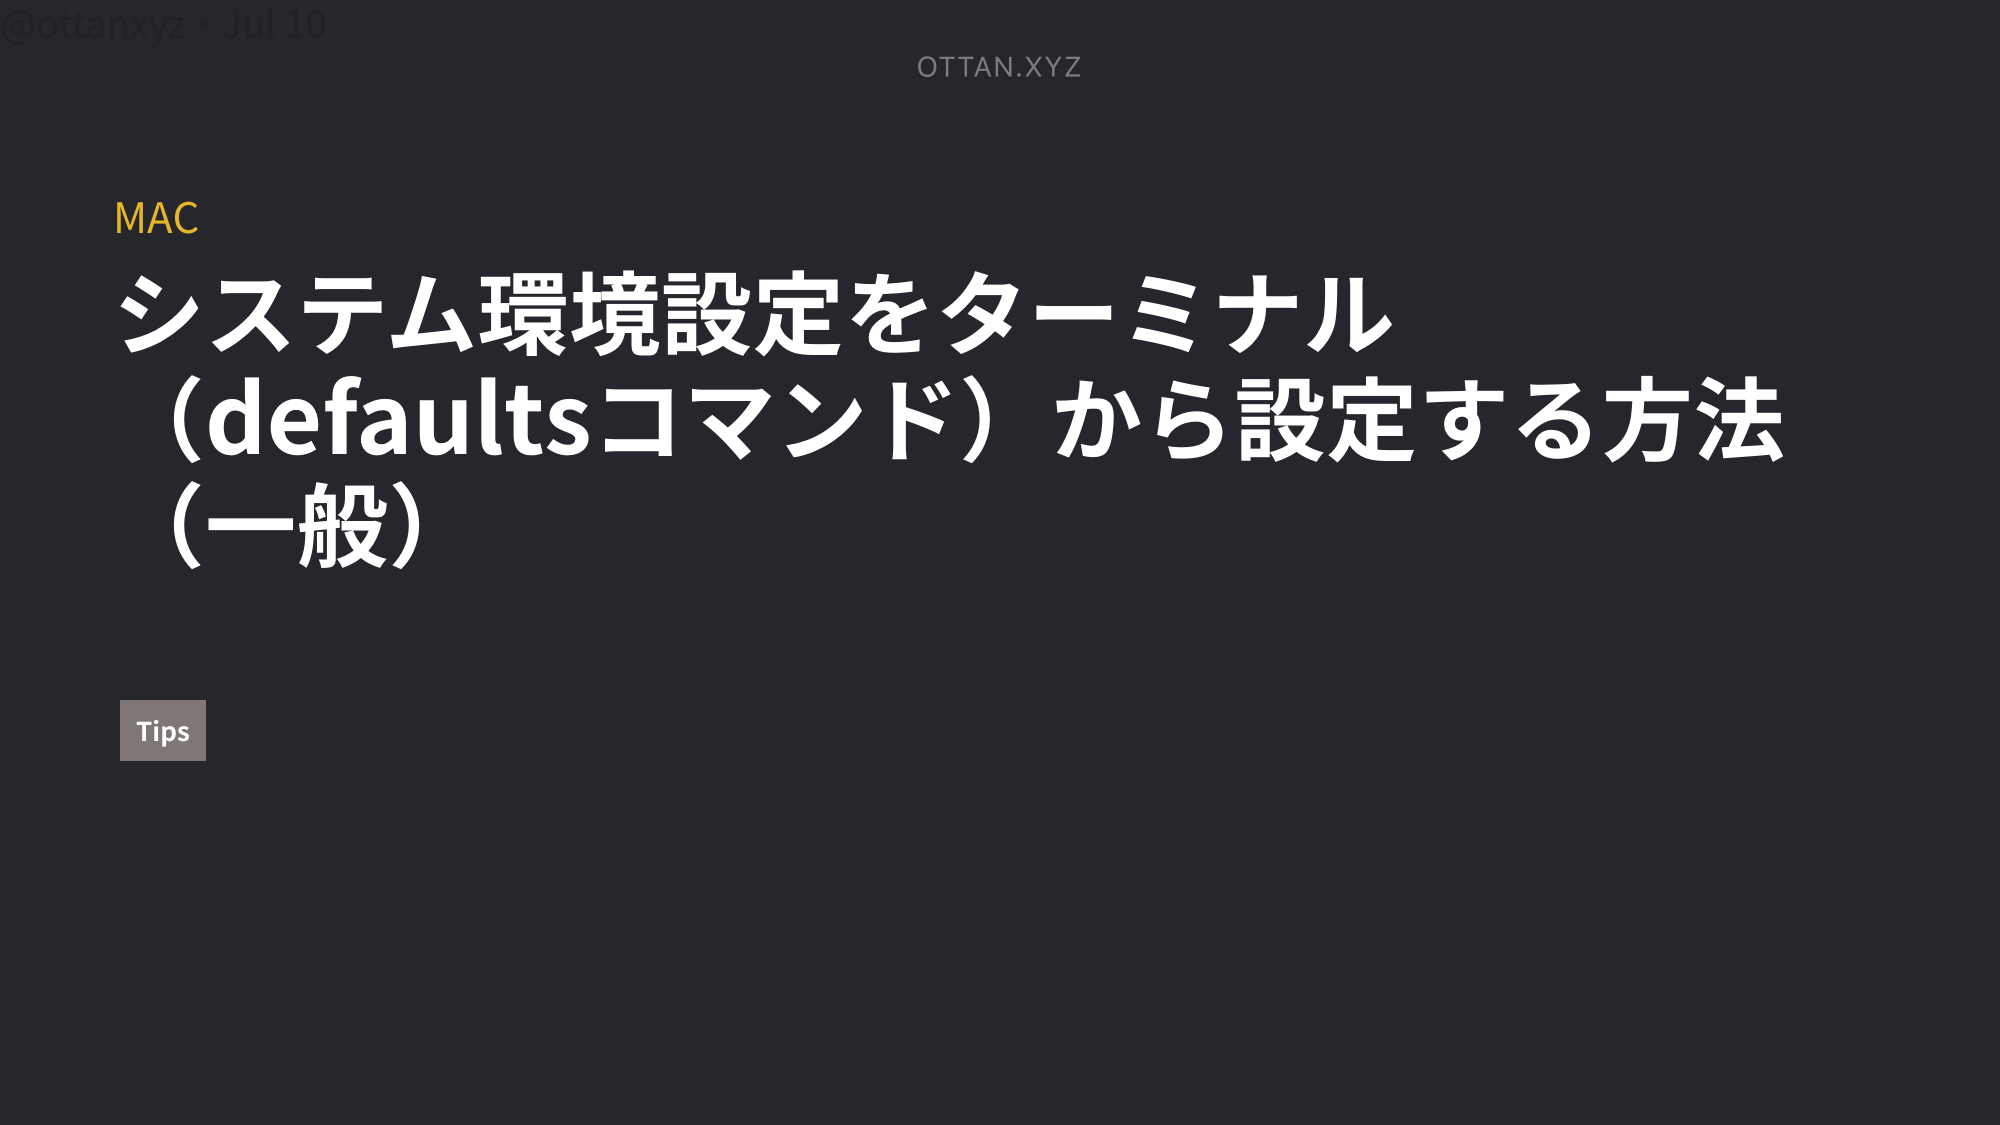 @ottanxyz・Jul 10
OTTAN.XYZ
MAC
システム環境設定をターミナル
（defaultsコマンド）から設定する方法
（一般）
Tips